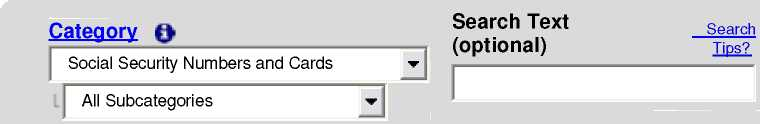 Category
Social Security Numbers and Cards
All Subcategories
Search Text
(optional)
Search
Tips?